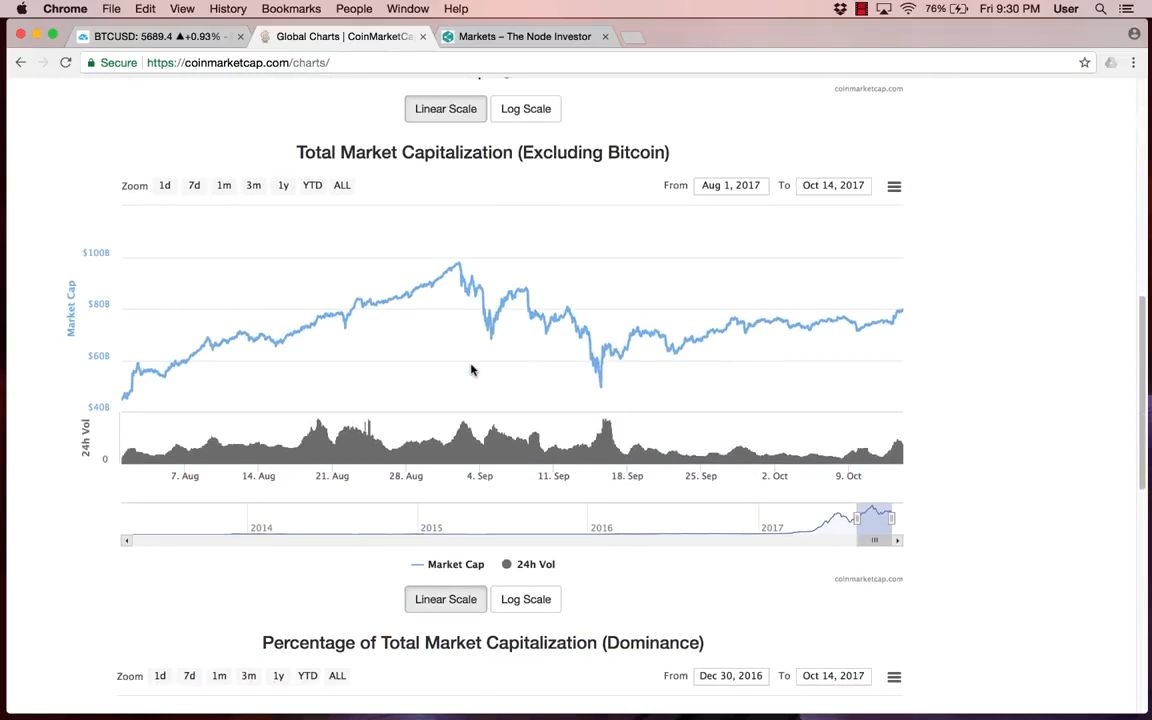 Chrome File Edit View History Bookmarks People Window Help 76% Fri 9:30 PM User
BTCUSD: 5689.4 ▲+0.93% - Global Charts | CoinMarketCa Markets – The Node Investor
Secure https://coinmarketcap.com/charts/
coinmarketcap.com
Linear Scale Log Scale
Total Market Capitalization (Excluding Bitcoin)
Zoom 1d 7d 1m 3m 1y YTD ALL From Aug 1, 2017 To Oct 14, 2017
$100B
$80B
$60B
$40B
0
Market Cap
24h Vol
7. Aug 14. Aug 21. Aug 28. Aug 4. Sep 11. Sep 18. Sep 25. Sep 2. Oct 9. Oct
2014 2015 2016 2017
Market Cap 24h Vol
coinmarketcap.com
Linear Scale Log Scale
Percentage of Total Market Capitalization (Dominance)
Zoom 1d 7d 1m 3m 1y YTD ALL From Dec 30, 2016 To Oct 14, 2017